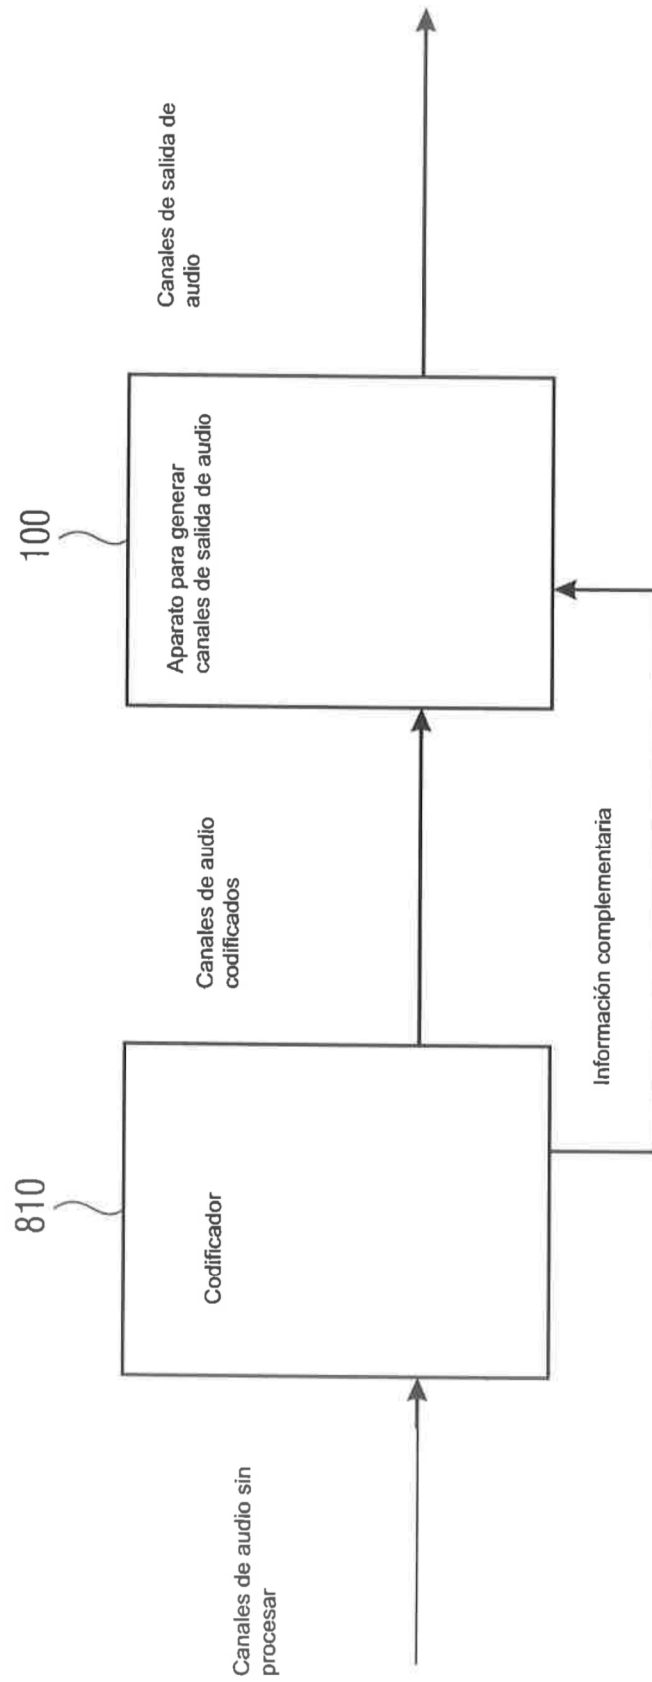 Canales de audio sin
procesar
810
Codificador
Canales de audio
codificados
Información complementaria
100
Aparato para generar
canales de salida de audio
Canales de salida de
audio